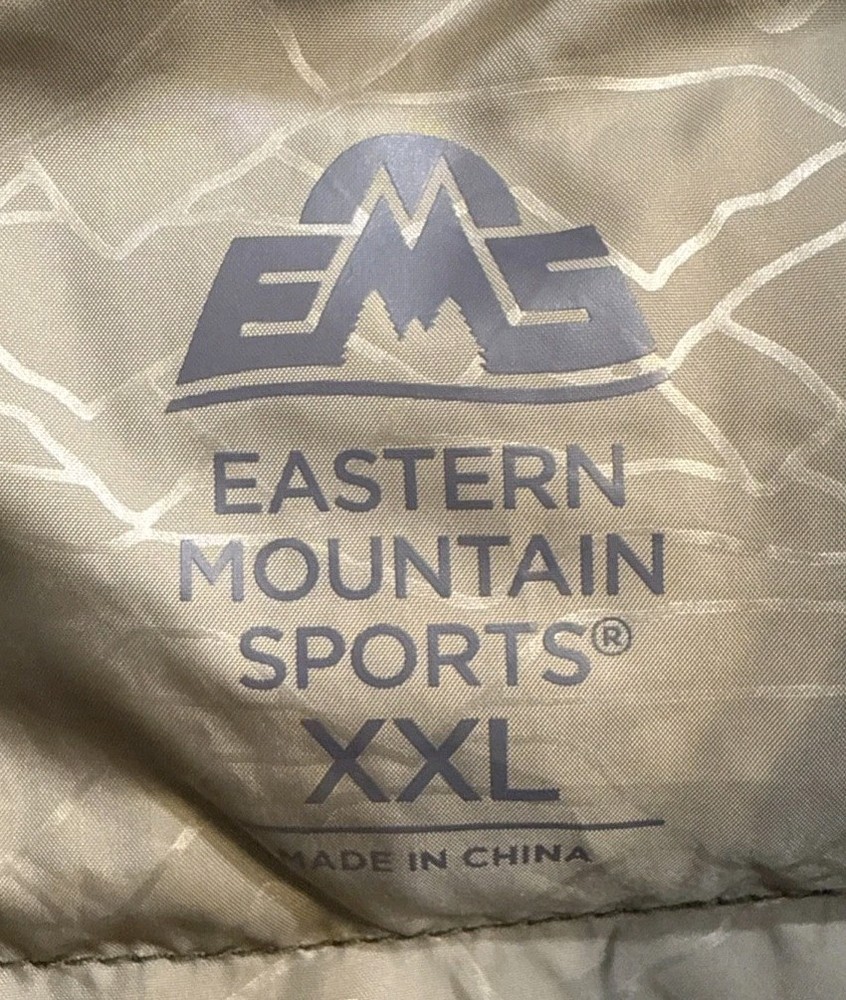 EMS
EASTERN
MOUNTAIN
SPORTS®
XXL
MADE IN CHINA